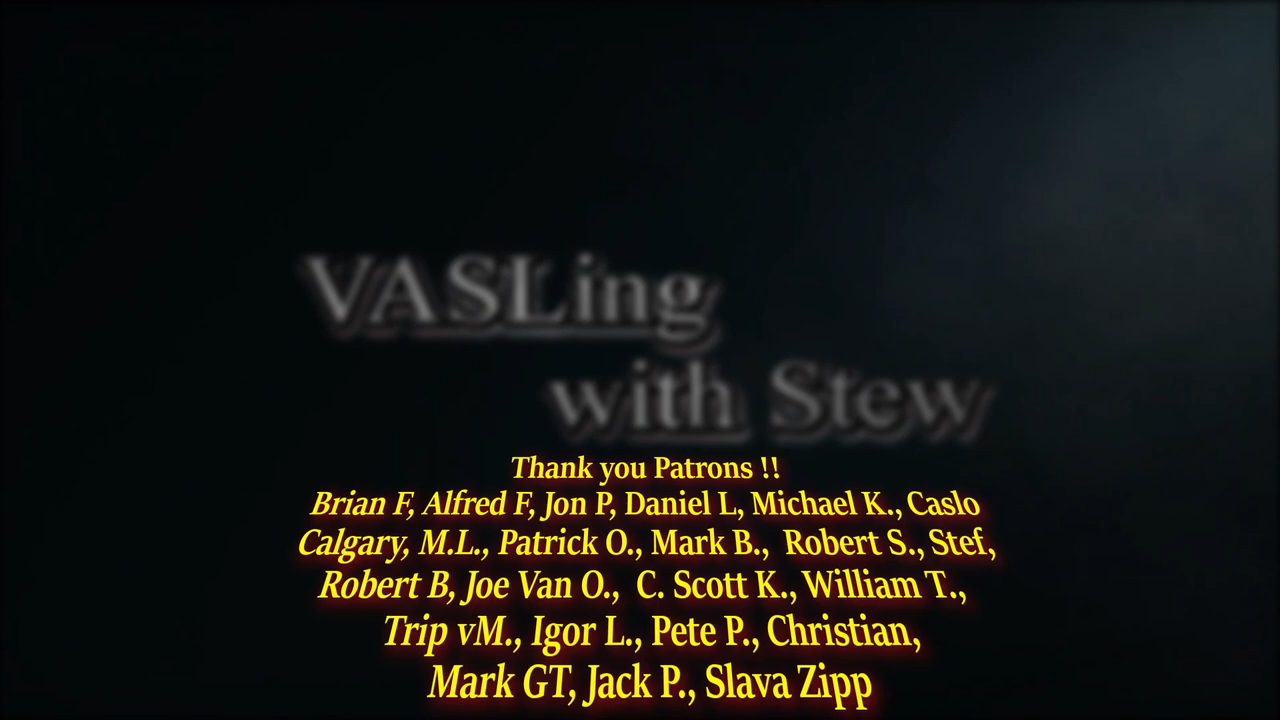 VASLing
with Stew
Thank you Patrons !!
Brian F, Alfred F, Jon P, Daniel L, Michael K., Caslo
Calgary, M.L., Patrick O., Mark B., Robert S., Stef,
Robert B, Joe Van O., C. Scott K., William T.,
Trip vM., Igor L., Pete P., Christian,
Mark GT, Jack P., Slava Zipp